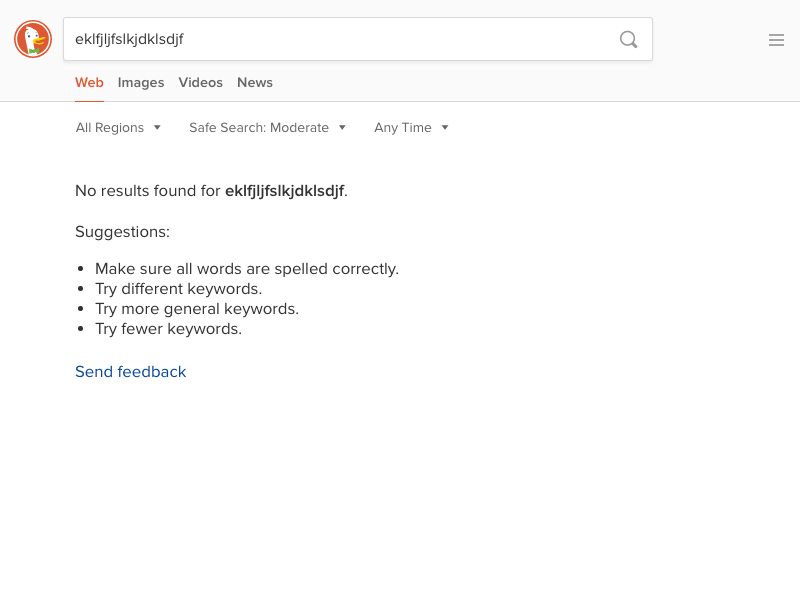 eklfjljfslkjdklsdjf
Web Images Videos News
All Regions Safe Search: Moderate Any Time
No results found for eklfjljfslkjdklsdjf.
Suggestions:
Make sure all words are spelled correctly.
Try different keywords.
Try more general keywords.
Try fewer keywords.
Send feedback